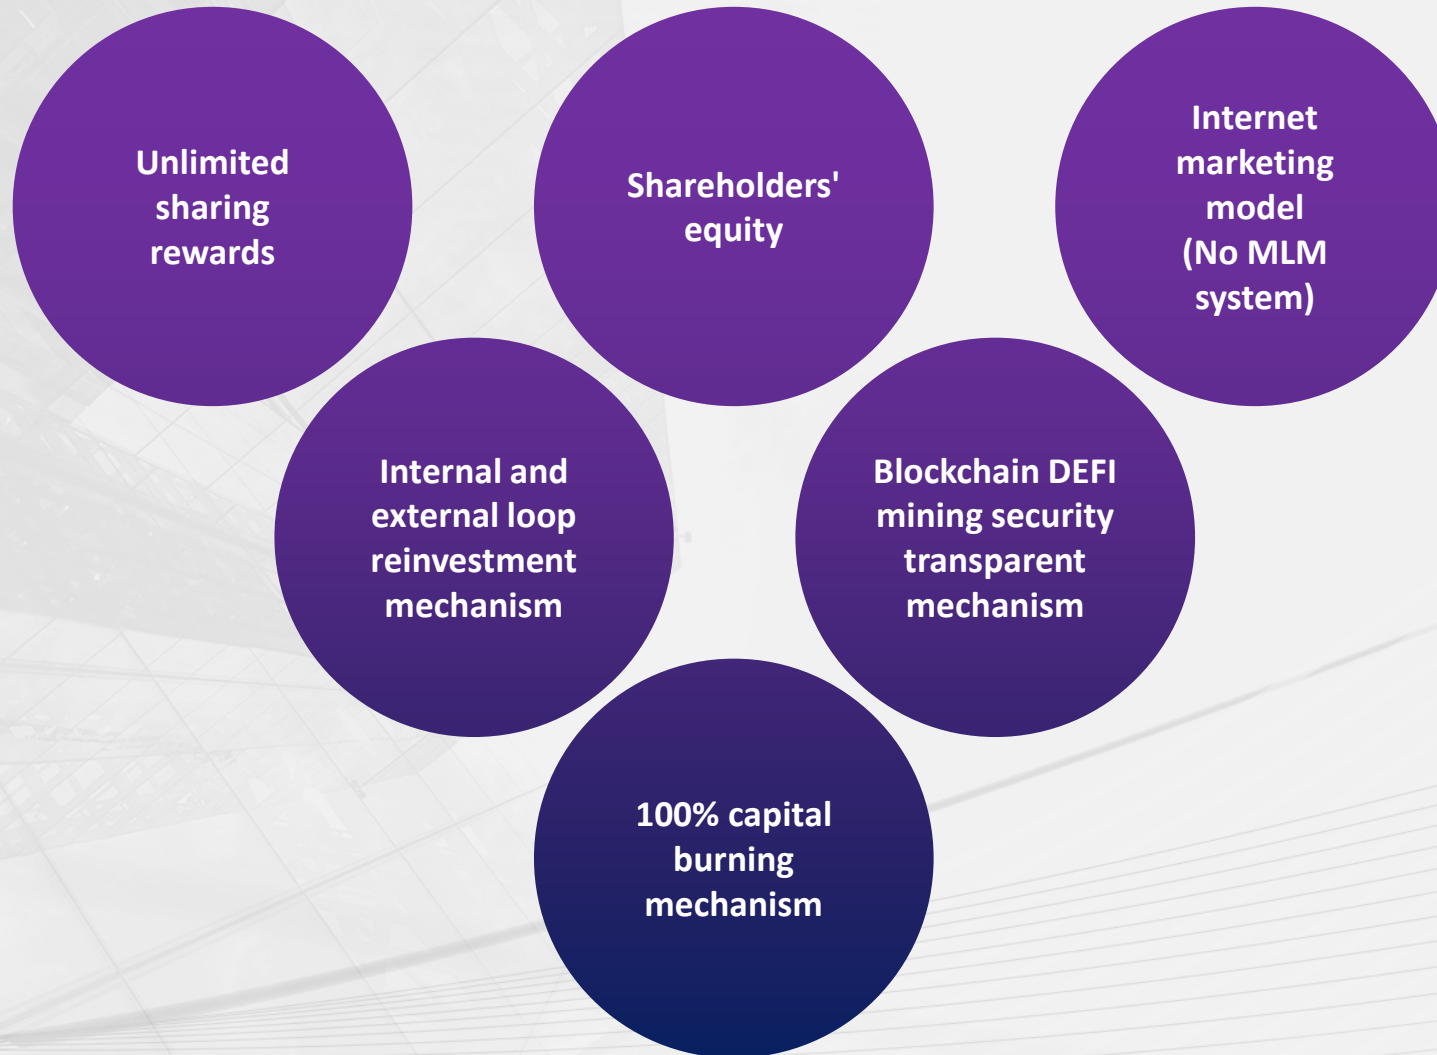 Unlimited
sharing
rewards
Shareholders'
equity
Internet
marketing
model
(No MLM
system)
Internal and
external loop
reinvestment
mechanism
Blockchain DEFI
mining security
transparent
mechanism
100% capital
burning
mechanism